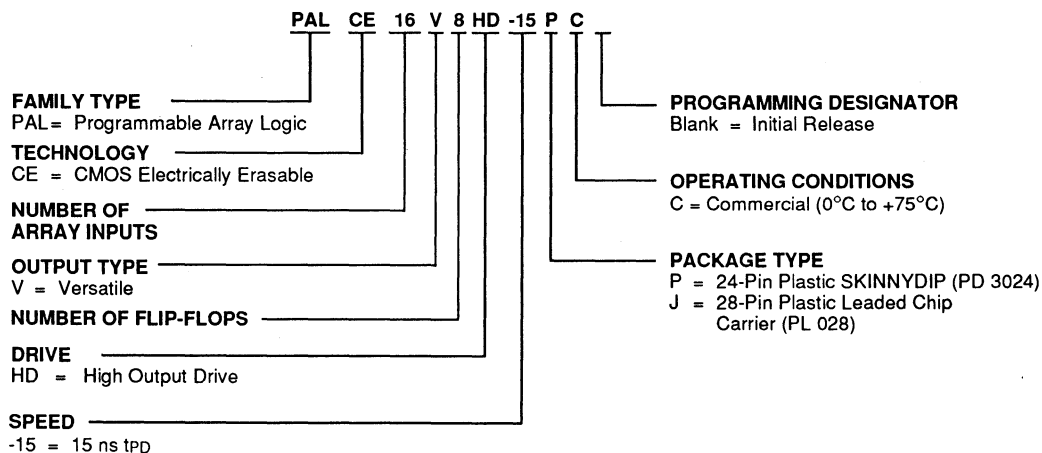 PAL CE 16 V 8 HD -15 P C
FAMILY TYPE
PAL= Programmable Array Logic
TECHNOLOGY
CE = CMOS Electrically Erasable
NUMBER OF
ARRAY INPUTS
OUTPUT TYPE
V = Versatile
NUMBER OF FLIP-FLOPS
DRIVE
HD = High Output Drive
SPEED
-15 = 15 ns tPD
PROGRAMMING DESIGNATOR
Blank = Initial Release
OPERATING CONDITIONS
C = Commercial (0°C to +75°C)
PACKAGE TYPE
P = 24-Pin Plastic SKINNYDIP (PD 3024)
J = 28-Pin Plastic Leaded Chip
Carrier (PL 028)